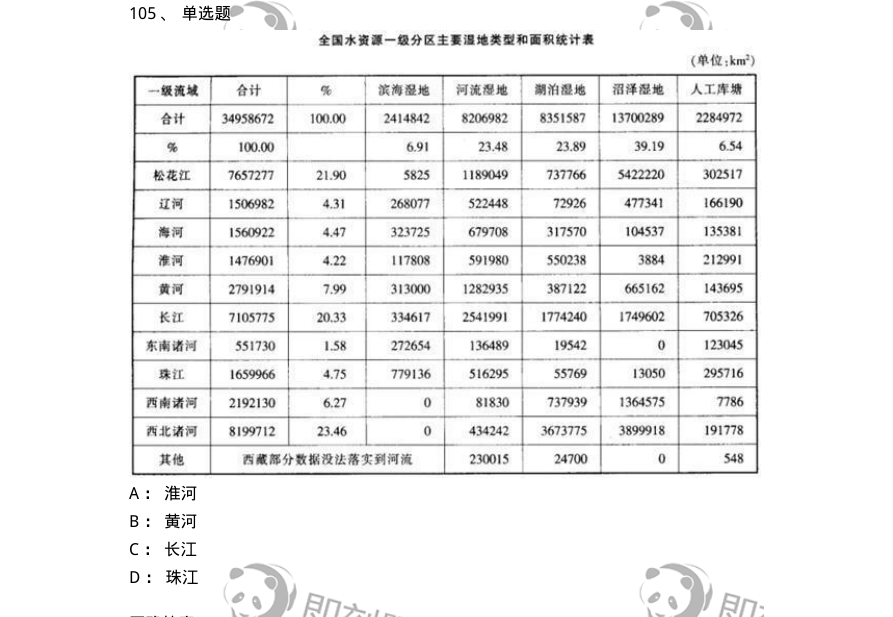 105 、 单选题
全国水资源一级分区主要湿地类型和面积统计表
(单位:km²)
一级流域 合计 % 滨海湿地 河流湿地 湖泊湿地 沼泽湿地 人工库塘
合计 34958672 100.00 2414842 8206982 8351587 13700289 2284972
% 100.00 6.91 23.48 23.89 39.19 6.54
松花江 7657277 21.90 5825 1189049 737766 5422220 302517
辽河 1506982 4.31 268077 522448 72926 477341 166190
海河 1560922 4.47 323725 679708 317570 104537 135381
淮河 1476901 4.22 117808 591980 550238 3884 212991
黄河 2791914 7.99 313000 1282935 387122 665162 143695
长江 7105775 20.33 334617 2541991 1774240 1749602 705326
东南诸河 551730 1.58 272654 136489 19542 0 123045
珠江 1659966 4.75 779136 516295 55769 13050 295716
西南诸河 2192130 6.27 0 81830 737939 1364575 7786
西北诸河 8199712 23.46 0 434242 3673775 3899918 191778
其他 西藏部分数据没法落实到河流 230015 24700 0 548
A： 淮河
B： 黄河
C： 长江
D： 珠江